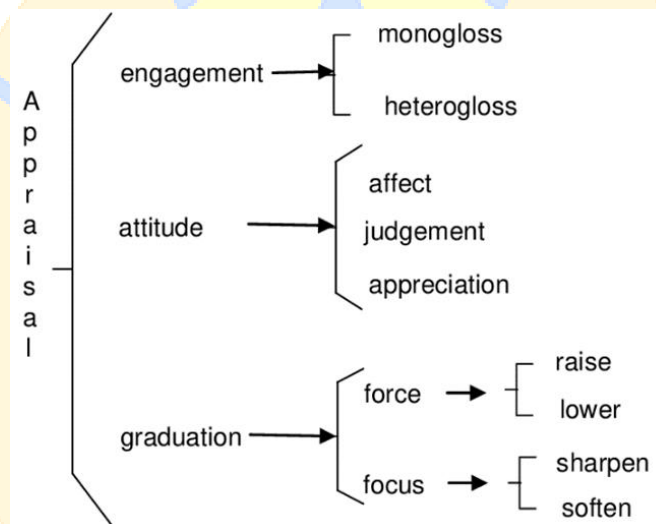 Appraisal
engagement
monogloss
heterogloss
attitude
affect
judgement
appreciation
graduation
force
raise
lower
focus
sharpen
soften